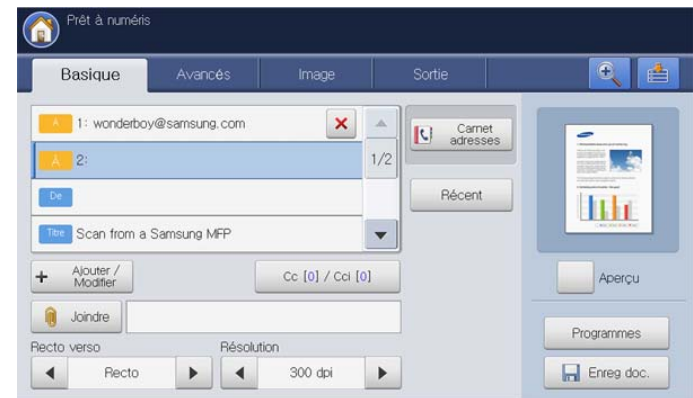 Prêt à numéris
Basique
Avancés
Image
Sortie
À 1: wonderboy@samsung.com
À 2:
1/2
De
Titre Scan from a Samsung MFP
Carnet
adresses
Récent
Ajouter /
Modifier
Cc [0] / Cci [0]
Joindre
Recto verso
Résolution
Recto
300 dpi
Aperçu
Programmes
Enreg doc.